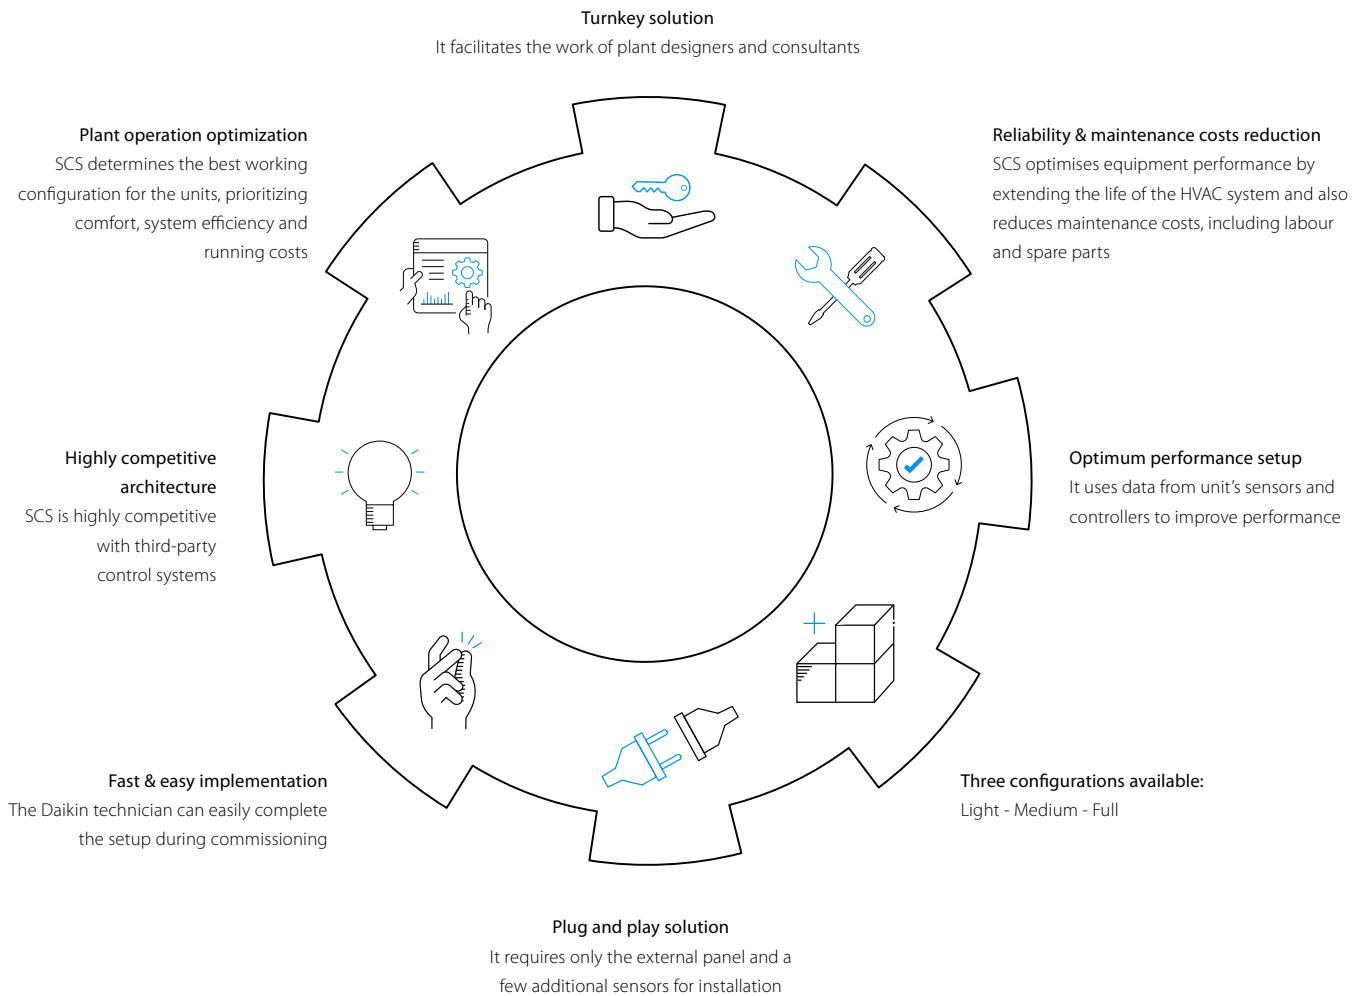 Turnkey solution
It facilitates the work of plant designers and consultants
Plant operation optimization
SCS determines the best working
configuration for the units, prioritizing
comfort, system efficiency and
running costs
Reliability & maintenance costs reduction
SCS optimises equipment performance by
extending the life of the HVAC system and also
reduces maintenance costs, including labour
and spare parts
Highly competitive
architecture
SCS is highly competitive
with third-party
control systems
Optimum performance setup
It uses data from unit’s sensors and
controllers to improve performance
Fast & easy implementation
The Daikin technician can easily complete
the setup during commissioning
Three configurations available:
Light - Medium - Full
Plug and play solution
It requires only the external panel and a
few additional sensors for installation